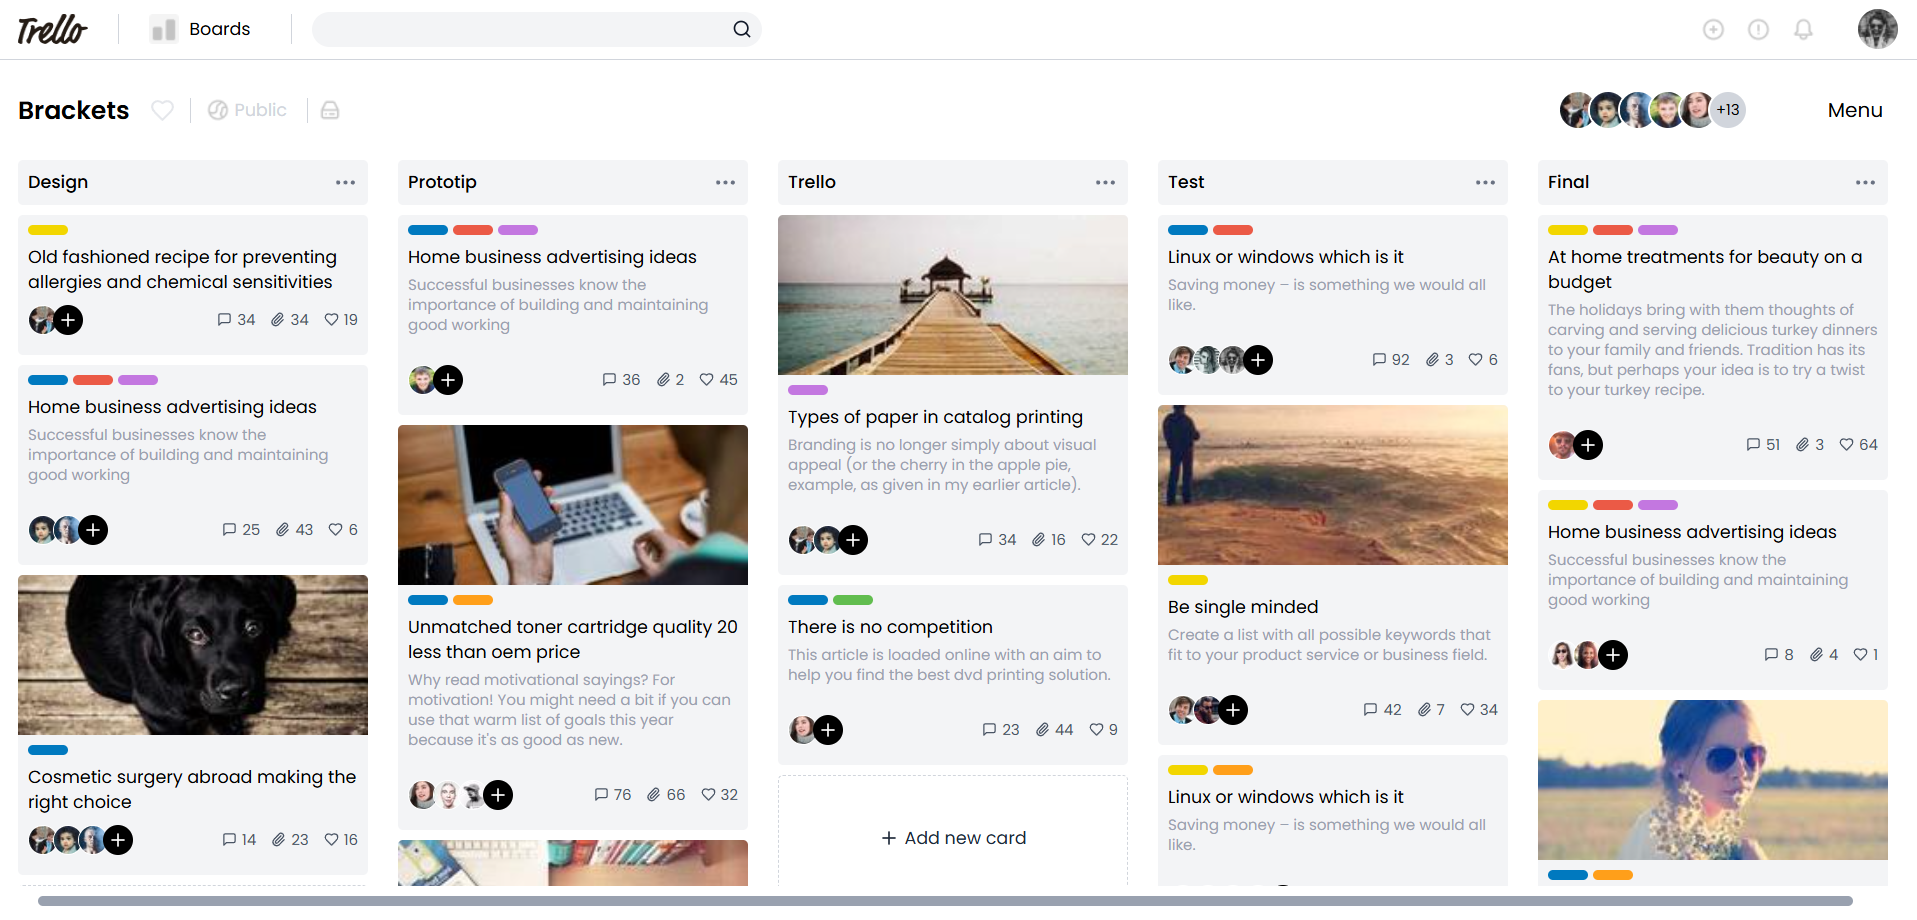 Trello
Boards
Brackets
Public
+13
Menu
Design
Old fashioned recipe for preventing
allergies and chemical sensitivities
34 34 19
Home business advertising ideas
Successful businesses know the
importance of building and maintaining
good working
25 43 6
Cosmetic surgery abroad making the
right choice
14 23 16
Prototip
Home business advertising ideas
Successful businesses know the
importance of building and maintaining
good working
36 2 45
Unmatched toner cartridge quality 20
less than oem price
Why read motivational sayings? For
motivation! You might need a bit if you can
use that warm list of goals this year
because it's as good as new.
76 66 32
Trello
Types of paper in catalog printing
Branding is no longer simply about visual
appeal (or the cherry in the apple pie,
example, as given in my earlier article).
34 16 22
There is no competition
This article is loaded online with an aim to
help you find the best dvd printing solution.
23 44 9
Add new card
Test
Linux or windows which is it
Saving money – is something we would all
like.
92 3 6
Be single minded
Create a list with all possible keywords that
fit to your product service or business field.
42 7 34
Linux or windows which is it
Saving money – is something we would all
like.
Final
At home treatments for beauty on a
budget
The holidays bring with them thoughts of
carving and serving delicious turkey dinners
to your family and friends. Tradition has its
fans, but perhaps your idea is to try a twist
to your turkey recipe.
51 3 64
Home business advertising ideas
Successful businesses know the
importance of building and maintaining
good working
8 4 1